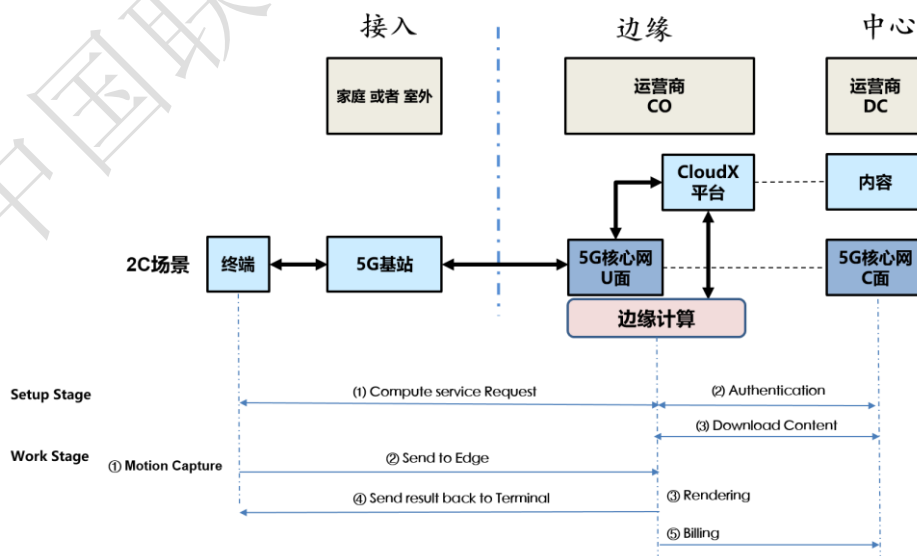 接入
边缘
中心
家庭 或者 室外
运营商
CO
运营商
DC
CloudX
平台
内容
2C场景
终端
5G基站
5G核心网
U面
5G核心网
C面
边缘计算
Setup Stage
(1) Compute service Request
(2) Authentication
(3) Download Content
Work Stage
① Motion Capture
② Send to Edge
④ Send result back to Terminal
③ Rendering
⑤ Billing
中国联